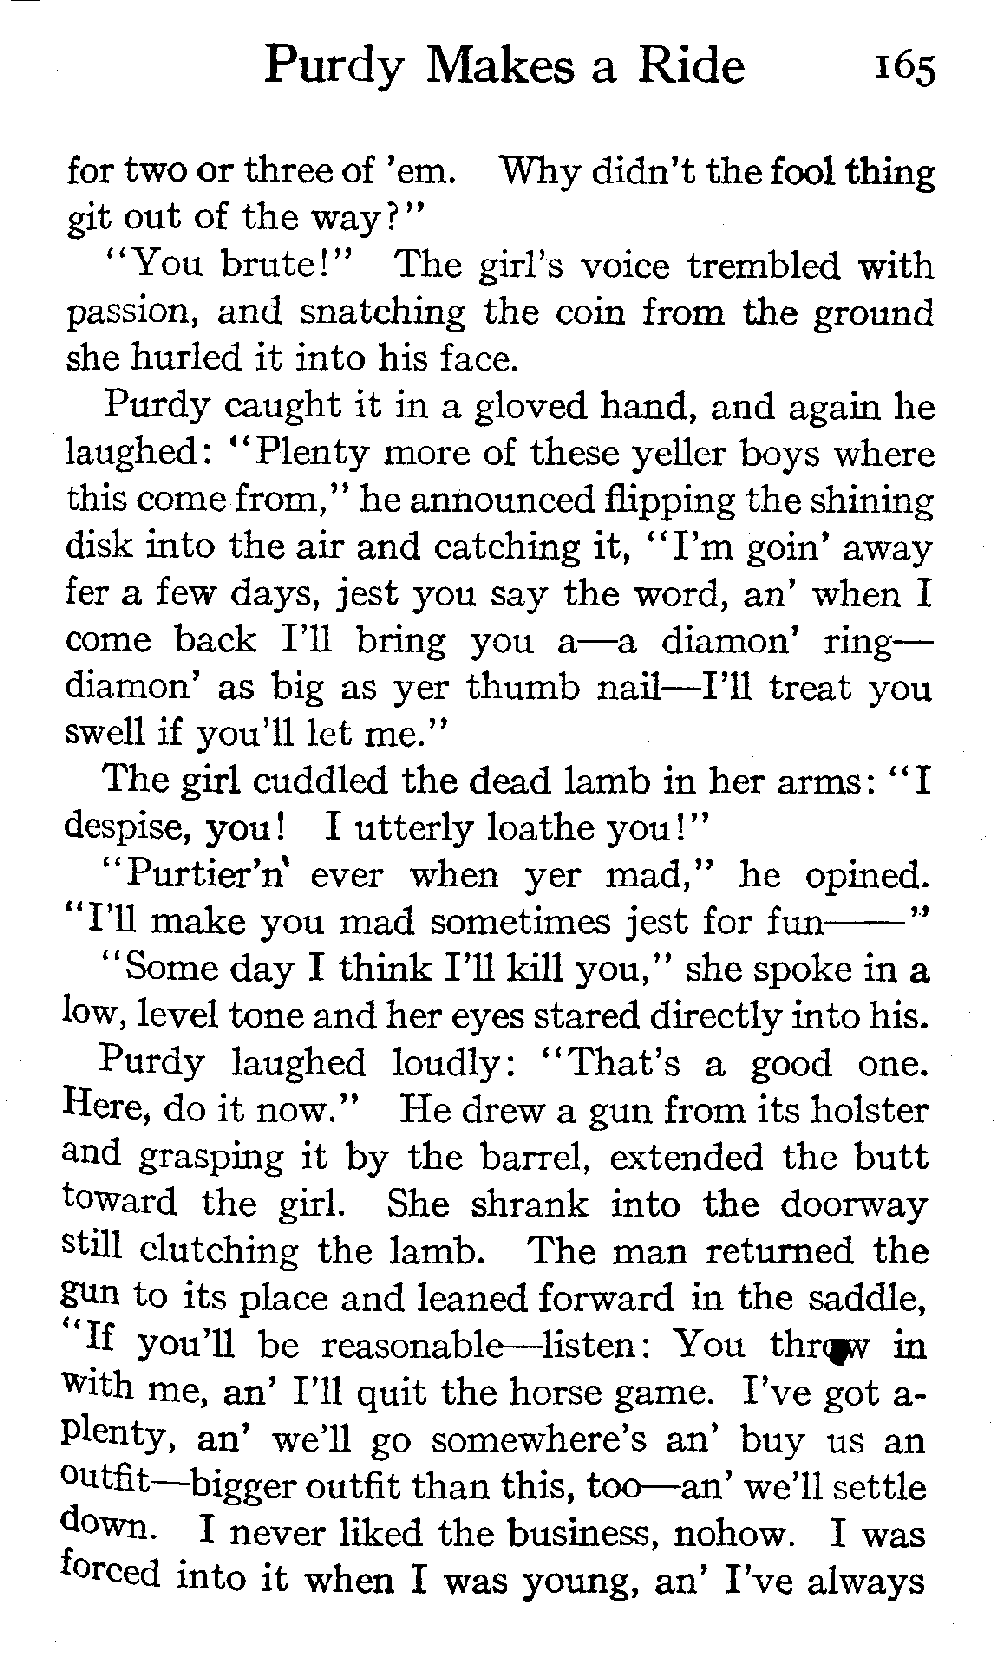 Purdy Makes a Ride 165
for two or three of 'em. Why didn't the fool thing
git out of the way?"
"You brute!" The girl's voice trembled with
passion, and snatching the coin from the ground
she hurled it into his face.
Purdy caught it in a gloved hand, and again he
laughed: "Plenty more of these yeller boys where
this come from," he announced flipping the shining
disk into the air and catching it, "I'm goin' away
fer a few days, jest you say the word, an' when I
come back I'll bring you a—a diamon' ring—
diamon' as big as yer thumb nail—I'll treat you
swell if you'll let me."
The girl cuddled the dead lamb in her arms: "I
despise, you! I utterly loathe you!"
"Purtier'n' ever when yer mad," he opined.
"I'll make you mad sometimes jest for fun——"
"Some day I think I'll kill you," she spoke in a
low, level tone and her eyes stared directly into his.
Purdy laughed loudly: "That's a good one.
Here, do it now." He drew a gun from its holster
and grasping it by the barrel, extended the butt
toward the girl. She shrank into the doorway
still clutching the lamb. The man returned the
gun to its place and leaned forward in the saddle,
"If you'll be reasonable—listen: You throw in
with me, an' I'll quit the horse game. I've got a-
plenty, an' we'll go somewhere's an' buy us an
outfit—bigger outfit than this, too—an' we'll settle
down. I never liked the business, nohow. I was
forced into it when I was young, an' I've always